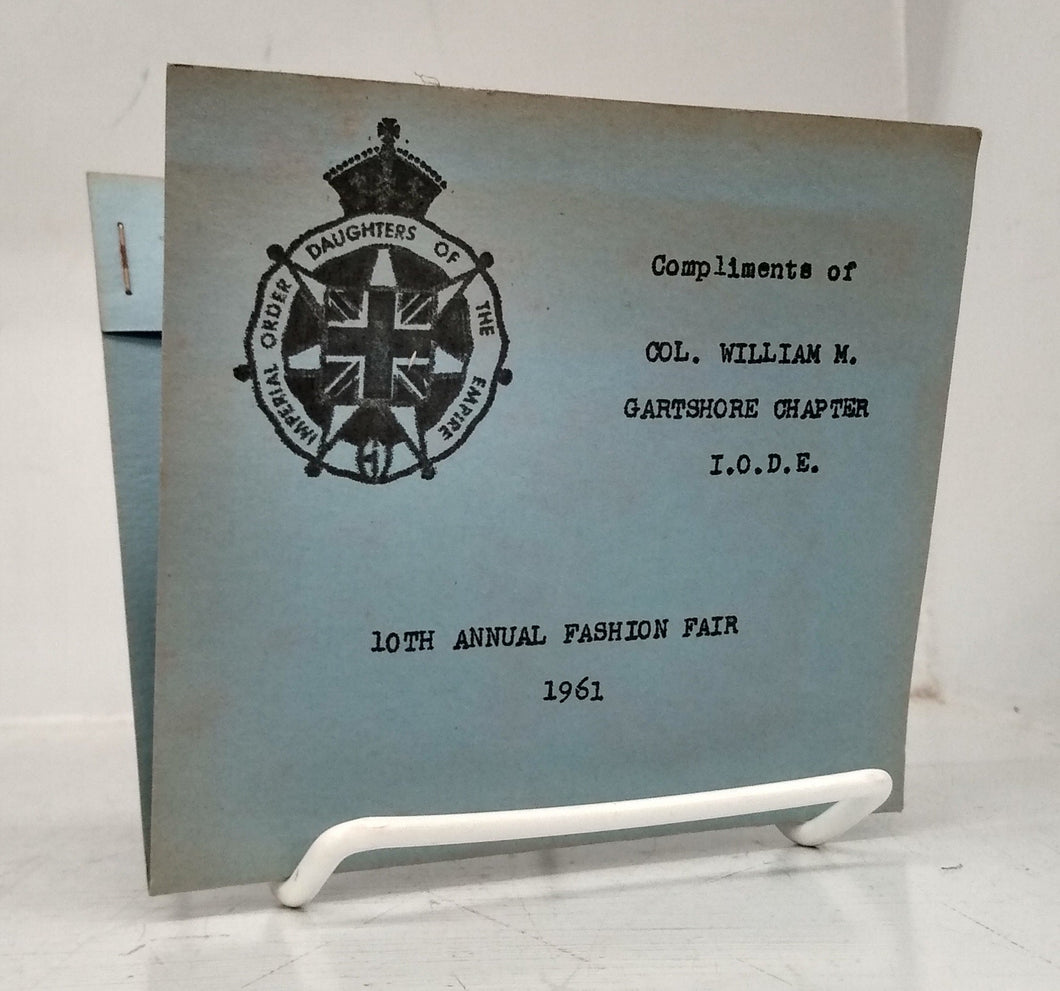 IMPERIAL ORDER DAUGHTERS OF THE EMPIRE
Compliments of
COL. WILLIAM M.
GARTSHORE CHAPTER
I.O.D.E.
10TH ANNUAL FASHION FAIR
1961